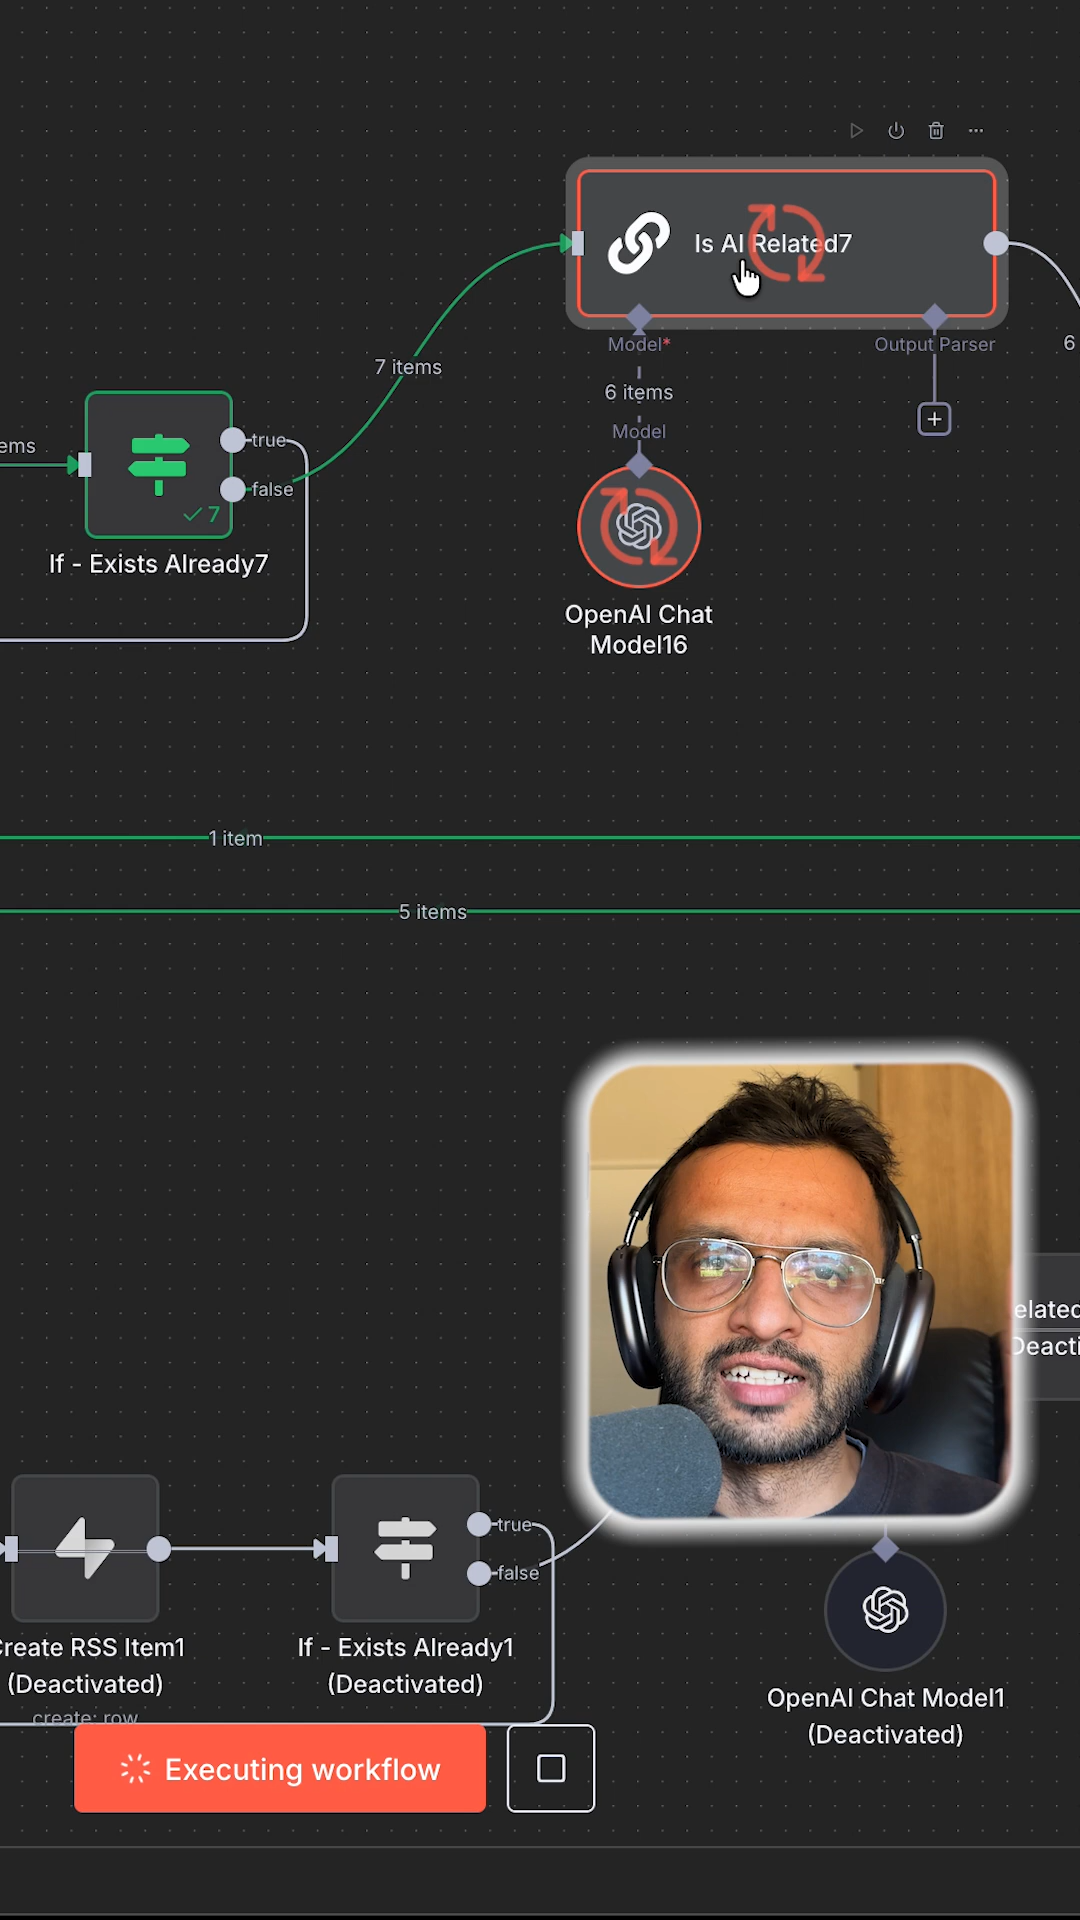 Is AI Related7
Model*
Output Parser
6
7 items
6 items
Model
ems
true
false
7
If - Exists Already7
OpenAI Chat
Model16
1 item
5 items
elated
Deacti
true
false
Create RSS Item1
(Deactivated)
create: row
If - Exists Already1
(Deactivated)
OpenAI Chat Model1
(Deactivated)
Executing workflow